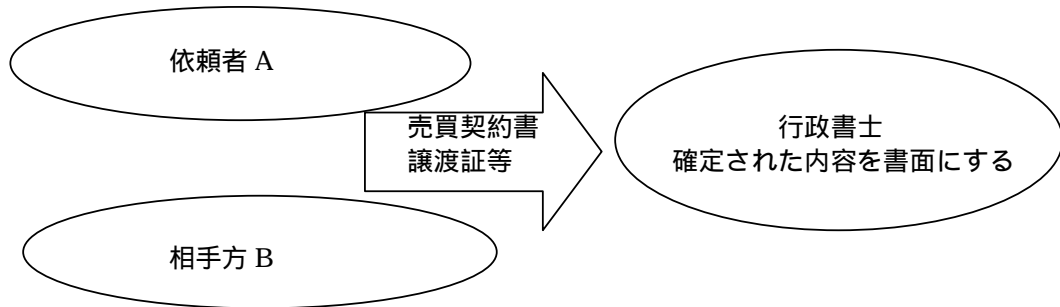 依頼者 A
売買契約書
譲渡証等
行政書士
確定された内容を書面にする
相手方 B